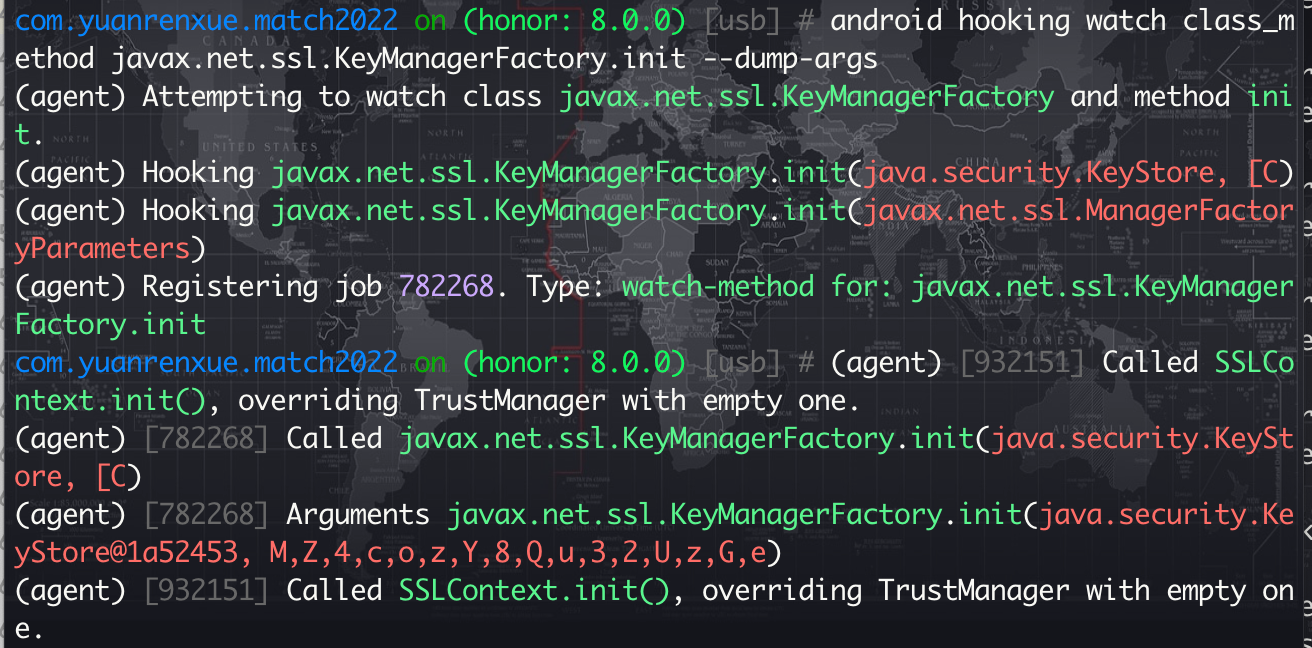 com.yuanrenxue.match2022 on (honor: 8.0.0) [usb] # android hooking watch class_m
ethod javax.net.ssl.KeyManagerFactory.init --dump-args
(agent) Attempting to watch class javax.net.ssl.KeyManagerFactory and method ini
t.
(agent) Hooking javax.net.ssl.KeyManagerFactory.init(java.security.KeyStore, [C)
(agent) Hooking javax.net.ssl.KeyManagerFactory.init(javax.net.ssl.ManagerFactor
yParameters)
(agent) Registering job 782268. Type: watch-method for: javax.net.ssl.KeyManager
Factory.init
com.yuanrenxue.match2022 on (honor: 8.0.0) [usb] # (agent) [932151] Called SSLCo
ntext.init(), overriding TrustManager with empty one.
(agent) [782268] Called javax.net.ssl.KeyManagerFactory.init(java.security.KeySt
ore, [C)
(agent) [782268] Arguments javax.net.ssl.KeyManagerFactory.init(java.security.Ke
yStore@1a52453, M,Z,4,c,o,z,Y,8,Q,u,3,2,U,z,G,e)
(agent) [932151] Called SSLContext.init(), overriding TrustManager with empty on
e.